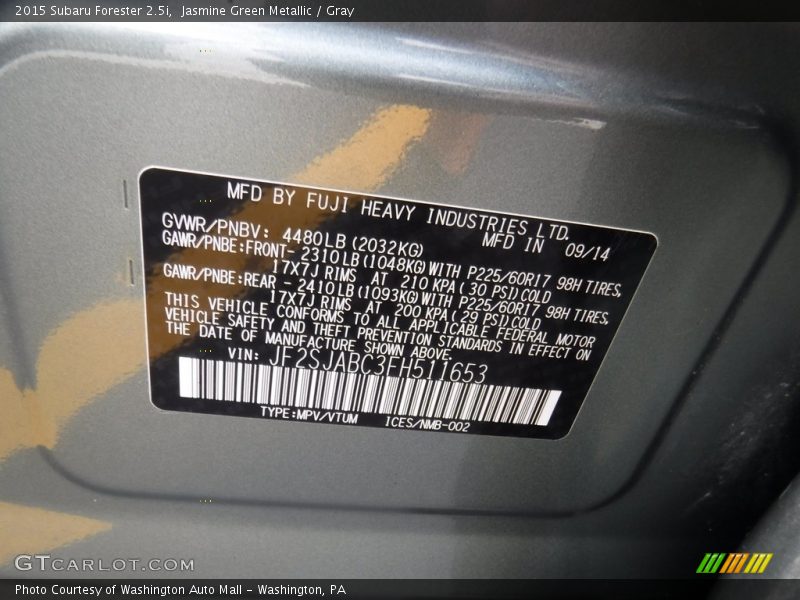 2015 Subaru Forester 2.5i,  Jasmine Green Metallic / Gray
MFD BY FUJI HEAVY INDUSTRIES LTD.
MFD IN 09/14
GVWR/PNBV: 4480LB (2032KG)
GAWR/PNBE:FRONT- 2310LB(1048KG)WITH P225/60R17 98H TIRES,
17X7J RIMS AT 210 KPA(30 PSI)COLD
GAWR/PNBE:REAR - 2410LB(1093KG)WITH P225/60R17 98H TIRES,
17X7J RIMS AT 200 KPA(29 PSI)COLD
THIS VEHICLE CONFORMS TO ALL APPLICABLE FEDERAL MOTOR
VEHICLE SAFETY AND THEFT PREVENTION STANDARDS IN EFFECT ON
THE DATE OF MANUFACTURE SHOWN ABOVE.
VIN: JF2SJABC3FH511653
TYPE:MPV/VTUM ICES/NMB-002
GTCARLOT.COM
Photo Courtesy of Washington Auto Mall - Washington, PA